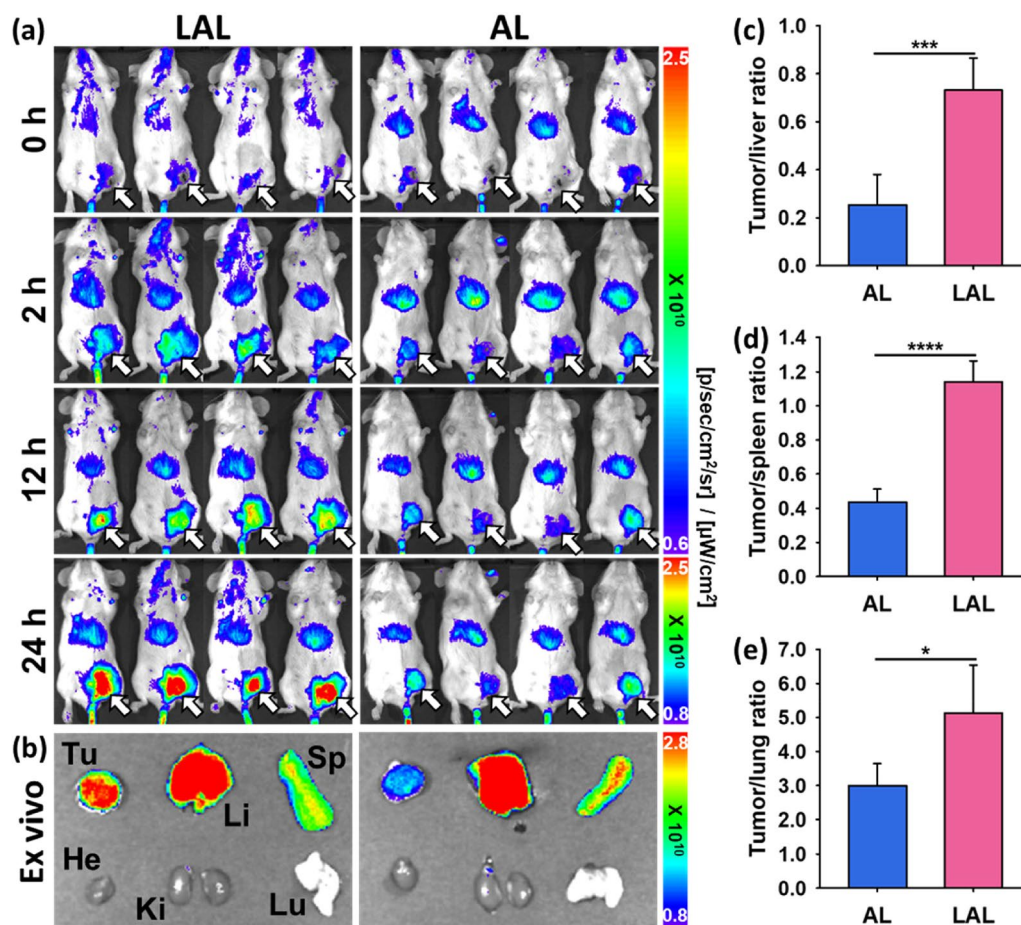 (a)
LAL
AL
0 h
2 h
12 h
24 h
2.5
X 10¹⁰
0.6
2.5
X 10¹⁰
0.8
[p/sec/cm²/sr] / [µW/cm²]
(b)
Ex vivo
Tu
Li
Sp
He
Ki
Lu
2.8
X 10¹⁰
0.8
(c)
Tumor/liver ratio
1.0
0.8
0.6
0.4
0.2
0.0
***
AL
LAL
(d)
Tumor/spleen ratio
1.4
1.2
1.0
0.8
0.6
0.4
0.2
0.0
****
AL
LAL
(e)
Tumor/lung ratio
7.0
6.0
5.0
4.0
3.0
2.0
1.0
0.0
*
AL
LAL